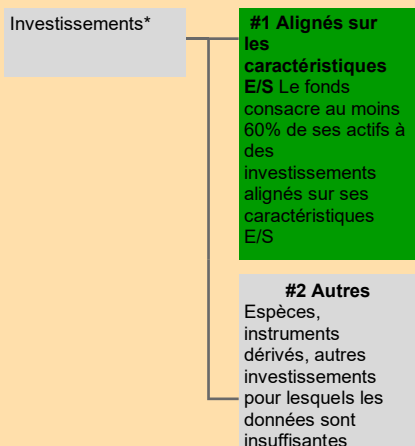 Investissements*
#1 Alignés sur
les
caractéristiques
E/S Le fonds
consacre au moins
60% de ses actifs à
des
investissements
alignés sur ses
caractéristiques
E/S
#2 Autres
Espèces,
instruments
dérivés, autres
investissements
pour lesquels les
données sont
insuffisantes